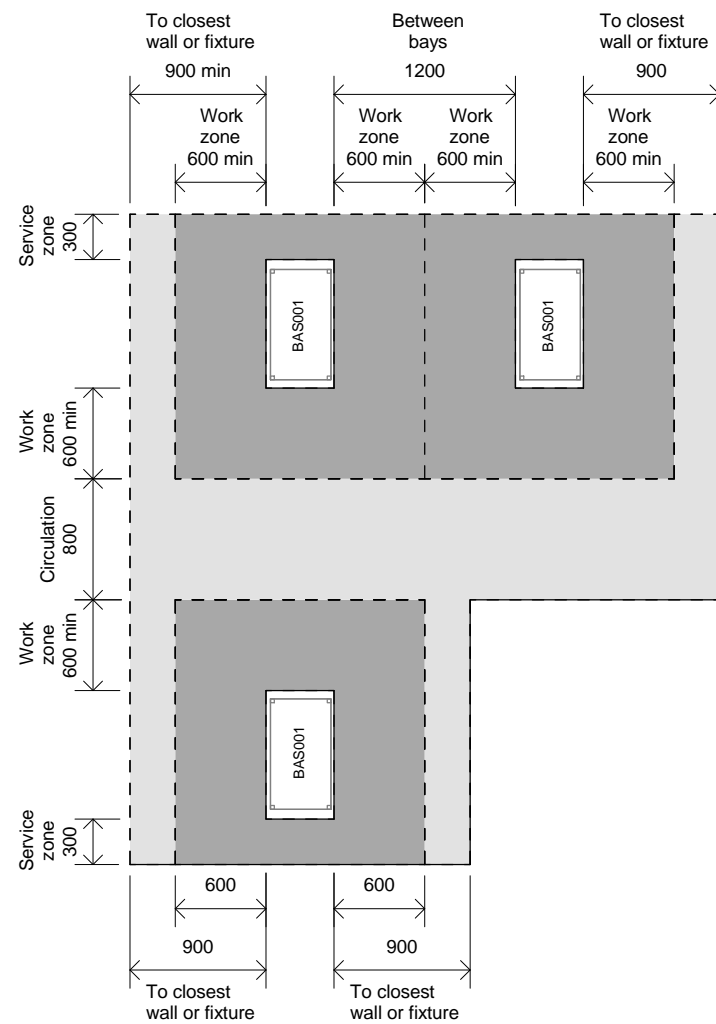 To closest
wall or fixture
900 min
Between
bays
1200
To closest
wall or fixture
900
Work
zone
600 min
Work
zone
600 min
Work
zone
600 min
Work
zone
600 min
Service
zone
300
BAS001
BAS001
Work
zone
600 min
Circulation
800
Work
zone
600 min
BAS001
Service
zone
300
600
600
900
900
To closest
wall or fixture
To closest
wall or fixture